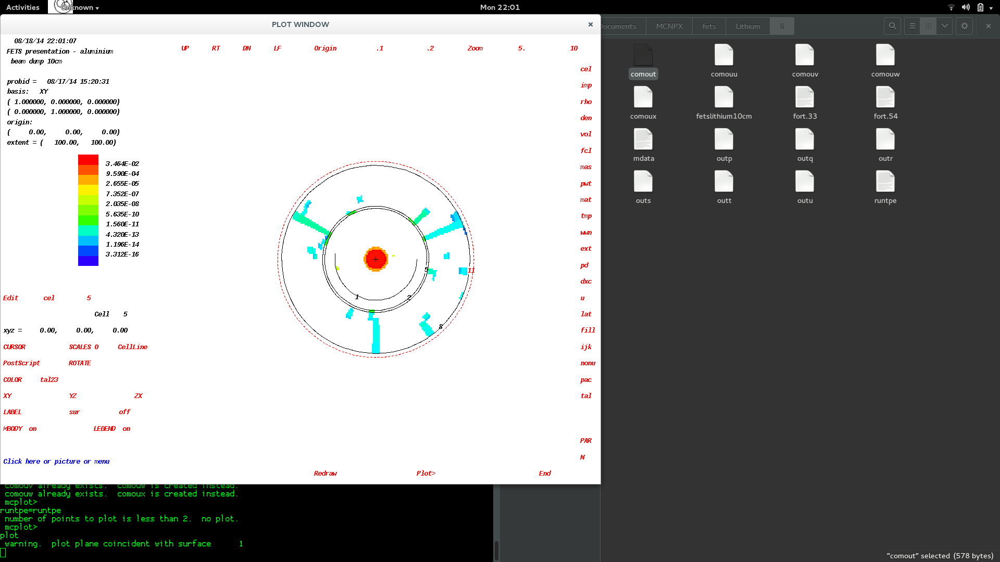 Activities
Unknown
Mon 22:01
PLOT WINDOW
Documents MCNPX fets Lithium li
08/18/14 22:01:07
FETS presentation - aluminium
beam dump 10cm
probid = 08/17/14 15:20:31
basis: XY
( 1.000000, 0.000000, 0.000000)
( 0.000000, 1.000000, 0.000000)
origin:
( 0.00, 0.00, 0.00)
extent = ( 100.00, 100.00)
3.464E-02
9.590E-04
2.655E-05
7.352E-07
2.035E-08
5.635E-10
1.560E-11
4.320E-13
1.196E-14
3.312E-16
UP RT DN LF Origin .1 .2 Zoom 5. 10
5
11
1
2
8
cel
imp
rho
den
vol
fcl
mas
pwt
mat
tmp
wwn
ext
pd
dxc
u
lat
fill
ijk
nonu
pac
tal
PAR
N
Edit cel 5
Cell 5
xyz = 0.00, 0.00, 0.00
CURSOR SCALES 0 CellLine
PostScript ROTATE
COLOR tal23
XY YZ ZX
LABEL sur off
MBODY on LEGEND on
Click here or picture or menu
Redraw Plot> End
comouv already exists. comouw is created instead.
comouw already exists. comoux is created instead.
mcplot>
runtpe=runtpe
number of points to plot is less than 2. no plot.
mcplot>
plot
warning. plot plane coincident with surface 1
comout comouu comouv comouw
comoux fetslithium10cm fort.33 fort.54
mdata outp outq outr
outs outt outu runtpe
"comout" selected (578 bytes)